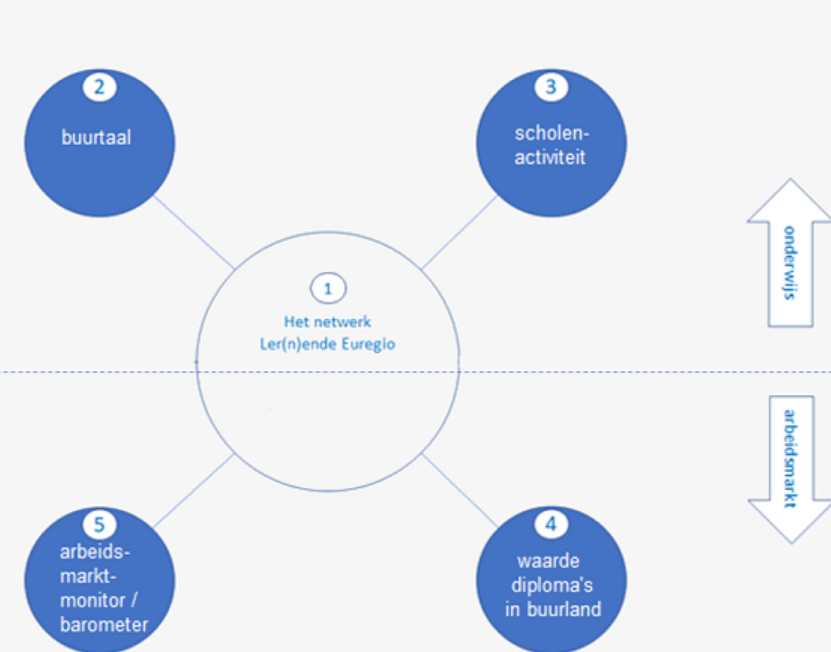 2
buurtaal
3
scholen-
activiteit
onderwijs
1
Het netwerk
Ler(n)ende Euregio
arbeidsmarkt
5
arbeids-
markt-
monitor /
barometer
4
waarde
diploma's
in buurland